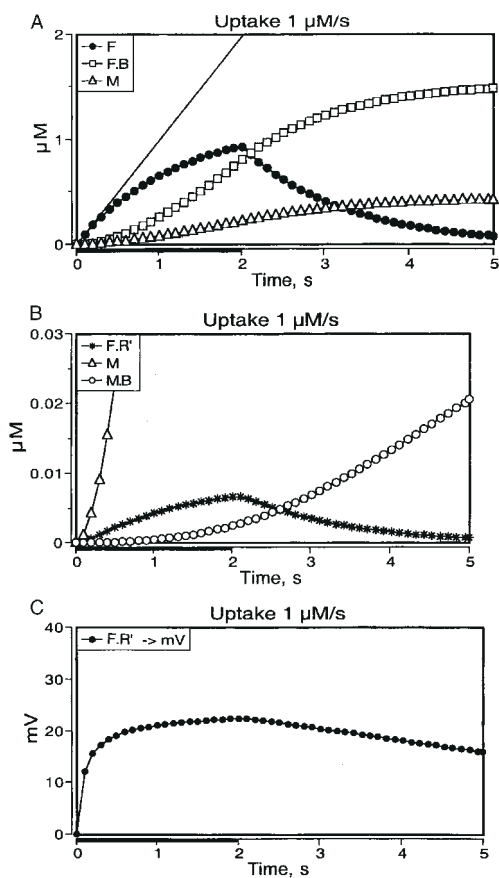 A
Uptake 1 µM/s
2
1
0
µM
F
F.B
M
0 1 2 3 4 5
Time, s
B
Uptake 1 µM/s
0.03
0.02
0.01
0
µM
F.R'
M
M.B
0 1 2 3 4 5
Time, s
C
Uptake 1 µM/s
40
30
20
10
0
mV
F.R' -> mV
0 1 2 3 4 5
Time, s